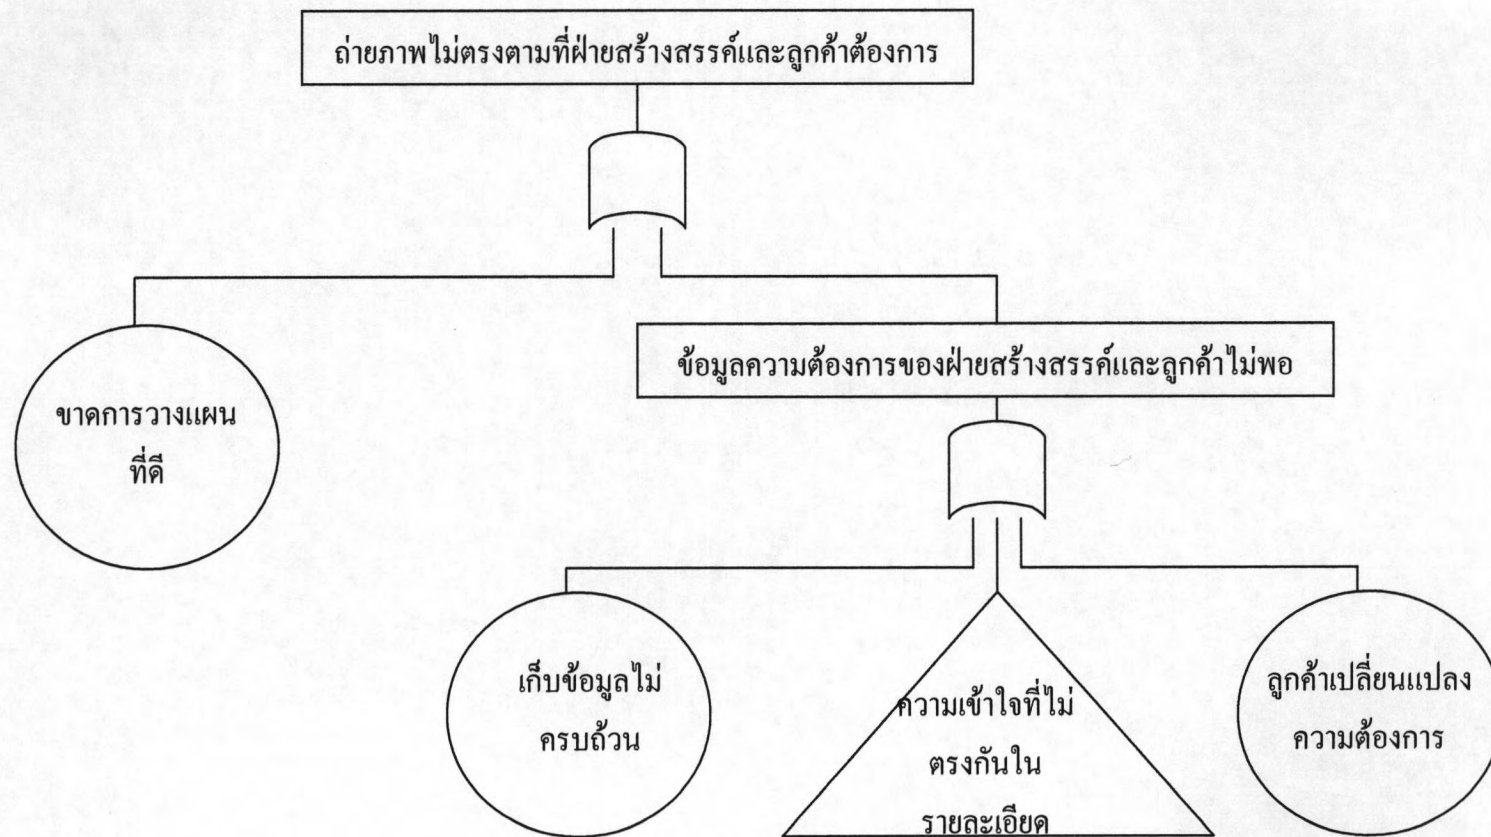 ถ่ายภาพไม่ตรงตามที่ฝ่ายสร้างสรรค์และลูกค้าต้องการ
ข้อมูลความต้องการของฝ่ายสร้างสรรค์และลูกค้าไม่พอ
ขาดการวางแผน
ที่ดี
เก็บข้อมูลไม่
ครบถ้วน
ความเข้าใจที่ไม่
ตรงกันใน
รายละเอียด
ลูกค้าเปลี่ยนแปลง
ความต้องการ